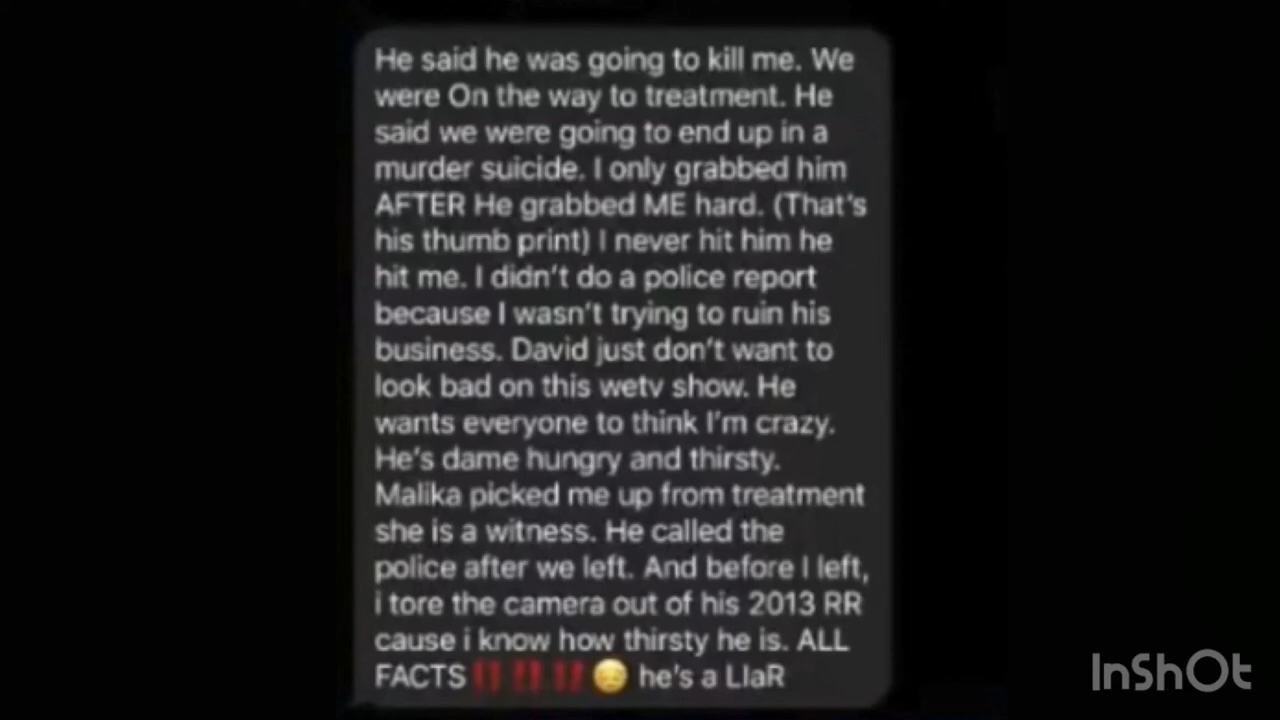 He said he was going to kill me. We
were On the way to treatment. He
said we were going to end up in a
murder suicide. I only grabbed him
AFTER He grabbed ME hard. (That's
his thumb print) I never hit him he
hit me. I didn't do a police report
because I wasn't trying to ruin his
business. David just don't want to
look bad on this wetv show. He
wants everyone to think I'm crazy.
He's dame hungry and thirsty.
Malika picked me up from treatment
she is a witness. He called the
police after we left. And before I left,
i tore the camera out of his 2013 RR
cause i know how thirsty he is. ALL
FACTS ‼️‼️⁉️😔 he's a LIaR
InShOt